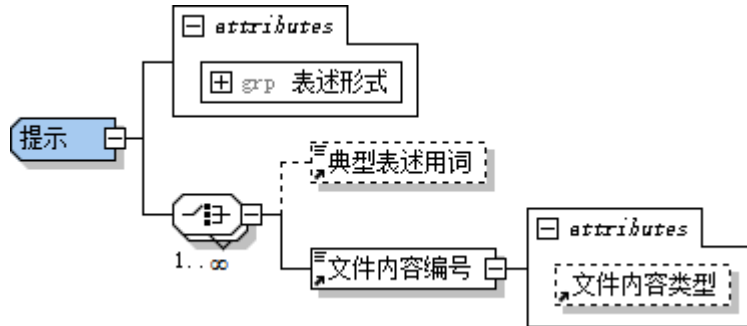 attributes
grp 表述形式
提示
典型表述用词
1..∞
attributes
文件内容编号
文件内容类型